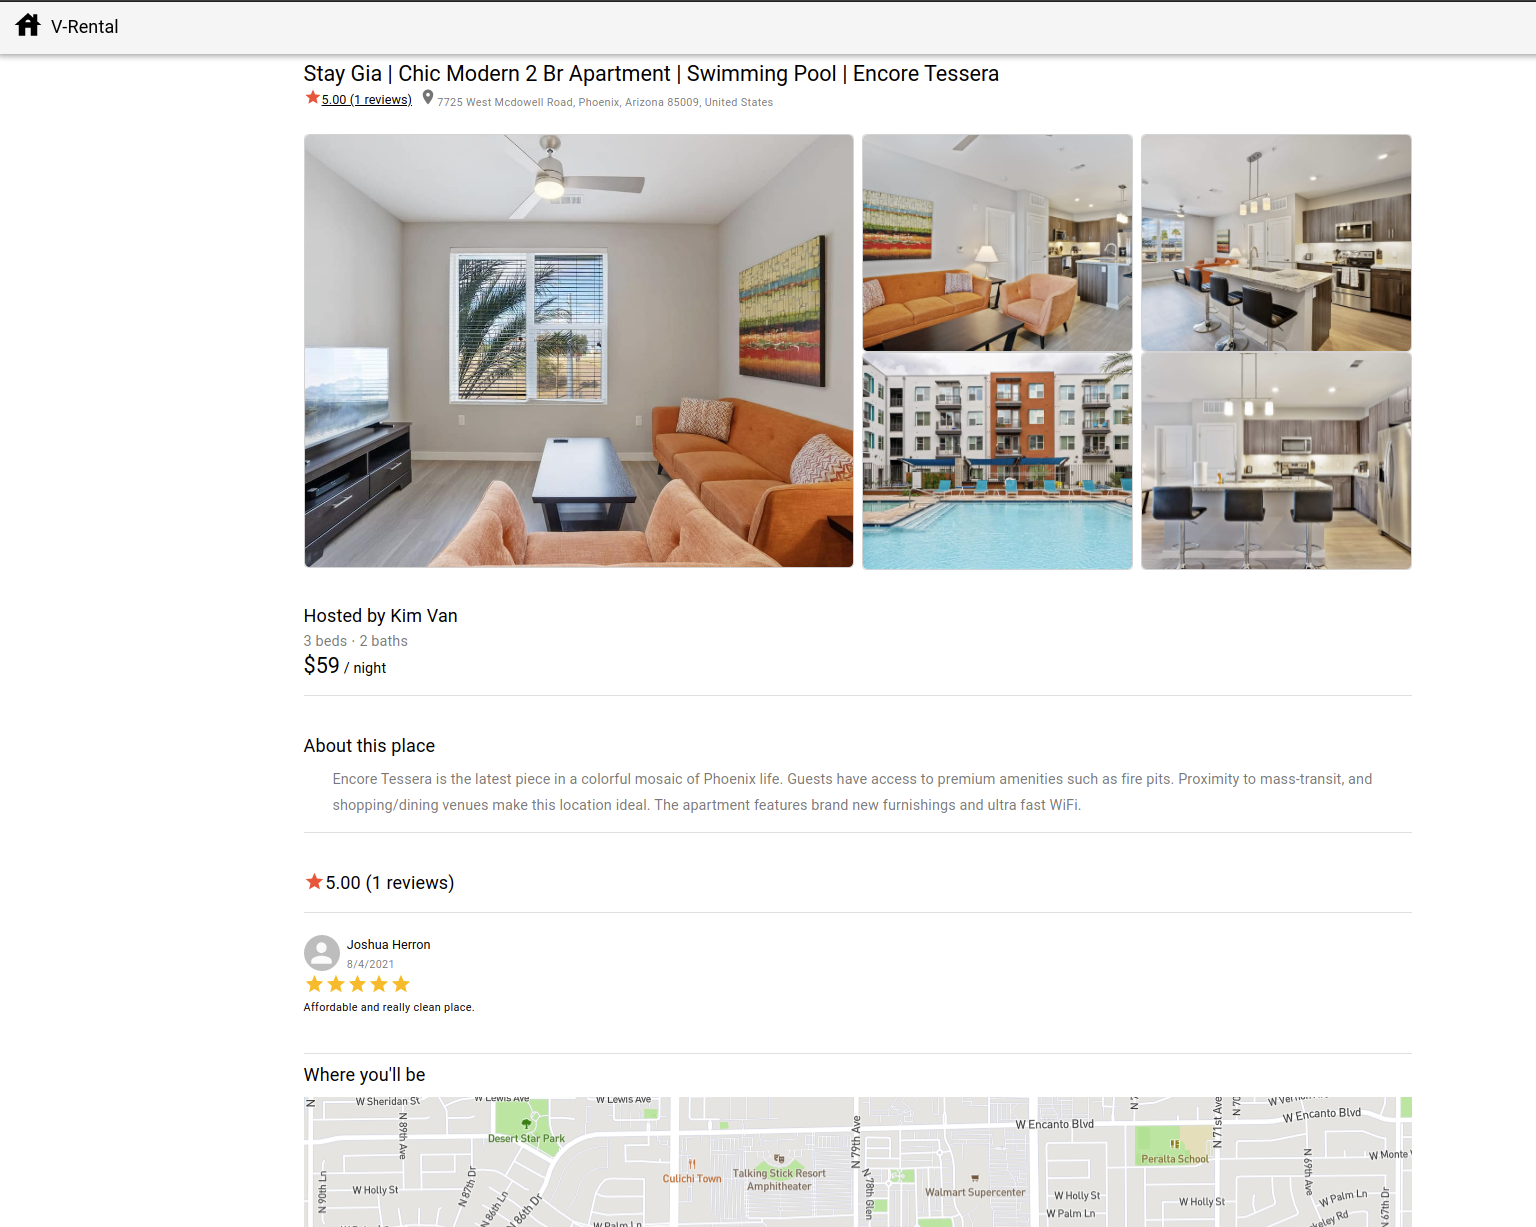 V-Rental
Stay Gia | Chic Modern 2 Br Apartment | Swimming Pool | Encore Tessera
5.00 (1 reviews) 7725 West Mcdowell Road, Phoenix, Arizona 85009, United States
Hosted by Kim Van
3 beds · 2 baths
$59 / night
About this place
Encore Tessera is the latest piece in a colorful mosaic of Phoenix life. Guests have access to premium amenities such as fire pits. Proximity to mass-transit, and
shopping/dining venues make this location ideal. The apartment features brand new furnishings and ultra fast WiFi.
5.00 (1 reviews)
Joshua Herron
8/4/2021
Affordable and really clean place.
Where you'll be
N
W Sheridan St
W Lewis Ave
W Lewis Ave
N 89th Ave
Desert Star Park
N 79th Ave
W Encanto Blvd
N 71st Ave
W Encanto Blvd
Peralta School
W Monte
Culichi Town
Talking Stick Resort
Amphitheater
N 90th Ln
W Holly St
N 87th Dr
N 86th Ln
N 86th Dr
N 78th Glen
Walmart Supercenter
W Holly St
W Palm Ln
W Holly St
N 69th Ave
W Palm Ln
N 67th Dr
W Palm Ln